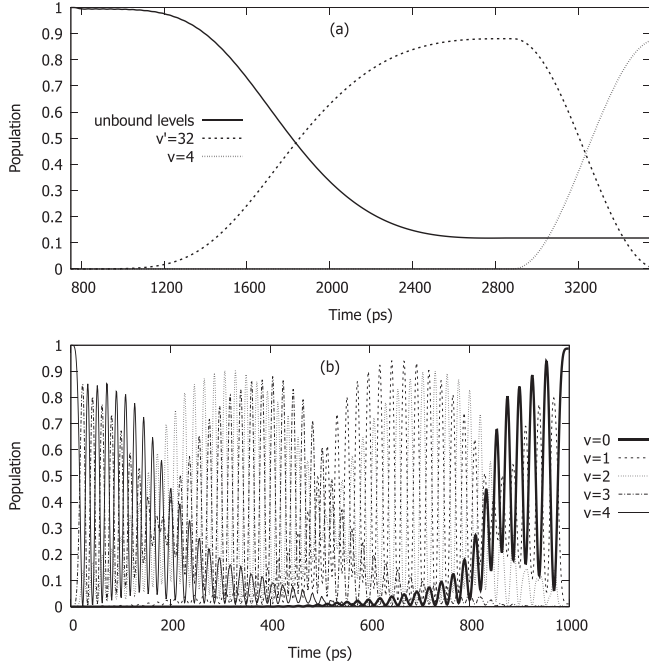 (a)
1
0.9
0.8
0.7
0.6
0.5
0.4
0.3
0.2
0.1
0
Population
unbound levels
v'=32
v=4
800 1200 1600 2000 2400 2800 3200
Time (ps)
(b)
1
0.9
0.8
0.7
0.6
0.5
0.4
0.3
0.2
0.1
0
Population
v=0
v=1
v=2
v=3
v=4
0 200 400 600 800 1000
Time (ps)